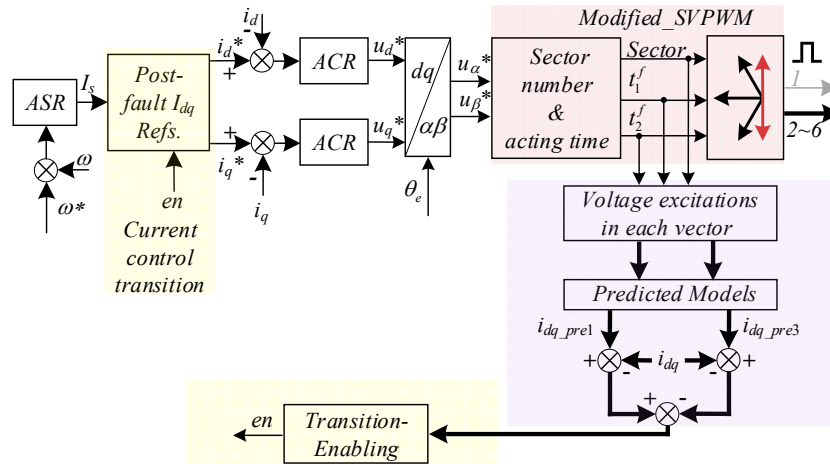 Modified_SVPWM
i_d
-
i_d*
+
ACR
u_d*
I_s
ASR
Post-
fault I_dq
Refs.
+
i_q*
-
i_q
ACR
u_q*
dq
αβ
θ_e
u_α*
u_β*
Sector
number
&
acting time
Sector
t_1^f
t_2^f
1
2~6
ω
ω*
en
Current
control
transition
Voltage excitations
in each vector
Predicted Models
i_dq_pre1
i_dq_pre3
+
-
i_dq
-
+
+
-
en
Transition-
Enabling